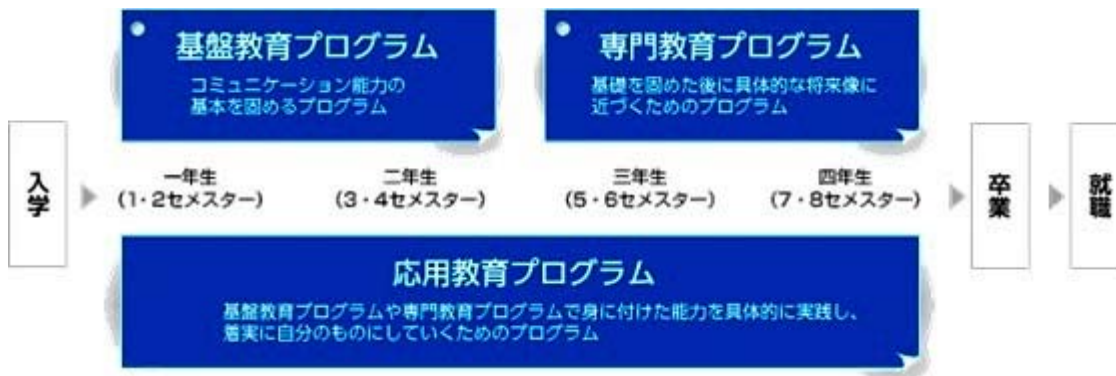 基盤教育プログラム
コミュニケーション能力の
基本を固めるプログラム
専門教育プログラム
基礎を固めた後に具体的な将来像に
近づくためのプログラム
入学
一年生
(1・2セメスター)
二年生
(3・4セメスター)
三年生
(5・6セメスター)
四年生
(7・8セメスター)
卒業
就職
応用教育プログラム
基盤教育プログラムや専門教育プログラムで身に付けた能力を具体的に実践し、
着実に自分のものにしていくためのプログラム